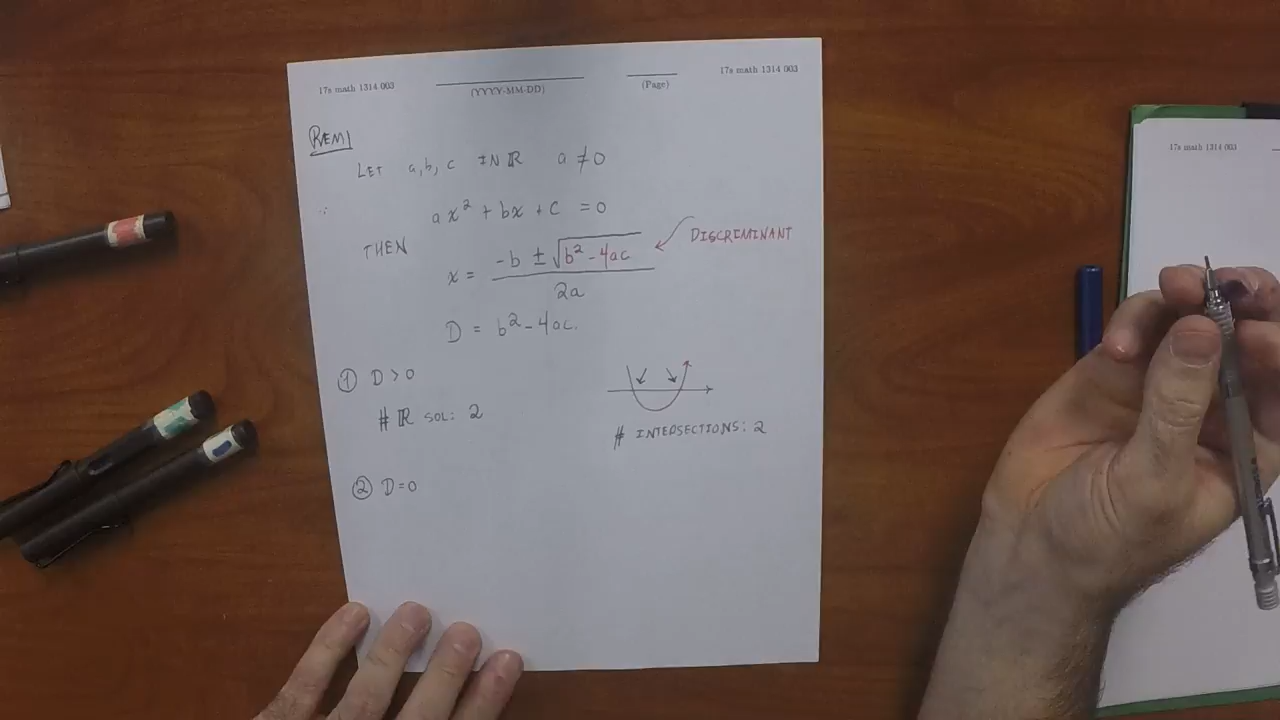 17s math 1314 003 (YYYY-MM-DD) (Page) 17s math 1314 003
REM
LET a, b, c IN ℝ a ≠ 0
ax² + bx + c = 0
THEN
x = (-b ± √(b² - 4ac)) / 2a
DISCRIMINANT
D = b² - 4ac.
① D > 0
# ℝ SOL: 2
# INTERSECTIONS: 2
② D = 0
17s math 1314 003